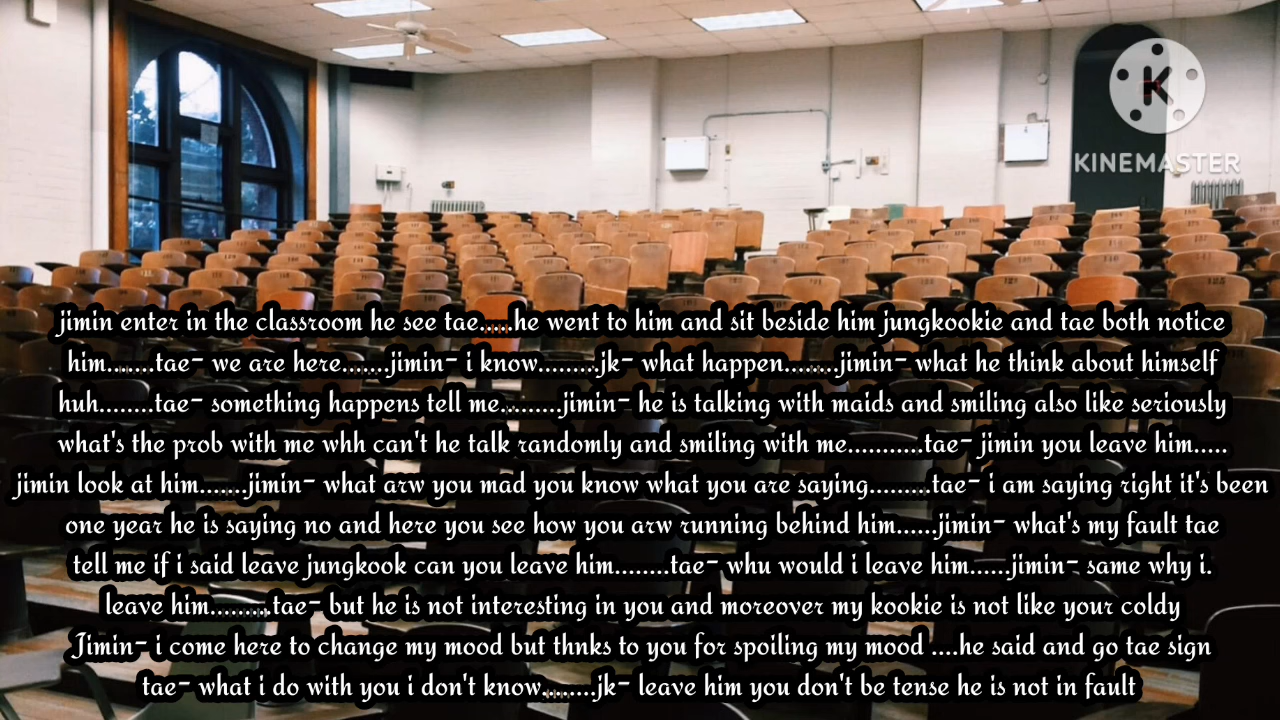 KINEMASTER
jimin enter in the classroom he see tae......he went to him and sit beside him jungkookie and tae both notice
him.......tae- we are here.......jimin- i know.........jk- what happen........jimin- what he think about himself
huh........tae- something happens tell me.........jimin- he is talking with maids and smiling also like seriously
what's the prob with me whh can't he talk randomly and smiling with me...........tae- jimin you leave him.....
jimin look at him.......jimin- what arw you mad you know what you are saying.........tae- i am saying right it's been
one year he is saying no and here you see how you arw running behind him......jimin- what's my fault tae
tell me if i said leave jungkook can you leave him........tae- whu would i leave him......jimin- same why i.
leave him.........tae- but he is not interesting in you and moreover my kookie is not like your coldy
Jimin- i come here to change my mood but thnks to you for spoiling my mood ....he said and go tae sign
tae- what i do with you i don't know........jk- leave him you don't be tense he is not in fault